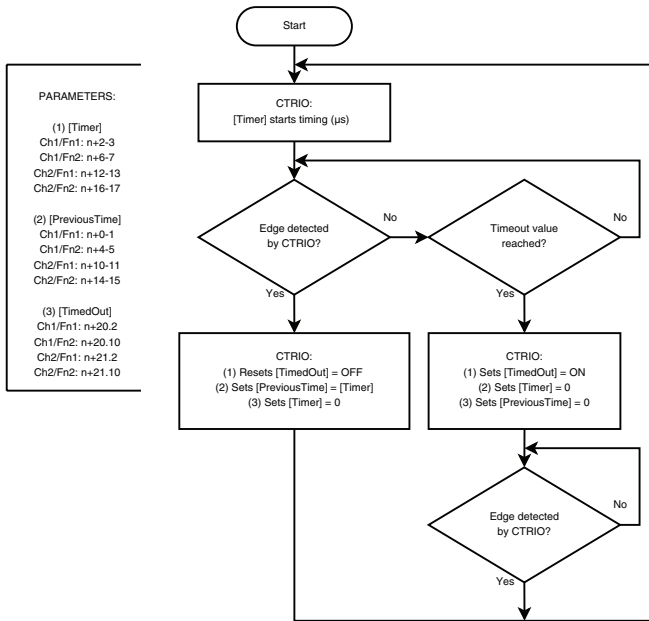 Start
PARAMETERS:
(1) [Timer]
Ch1/Fn1: n+2-3
Ch1/Fn2: n+6-7
Ch2/Fn1: n+12-13
Ch2/Fn2: n+16-17
(2) [PreviousTime]
Ch1/Fn1: n+0-1
Ch1/Fn2: n+4-5
Ch2/Fn1: n+10-11
Ch2/Fn2: n+14-15
(3) [TimedOut]
Ch1/Fn1: n+20.2
Ch1/Fn2: n+20.10
Ch2/Fn1: n+21.2
Ch2/Fn2: n+21.10
CTRIO:
[Timer] starts timing (µs)
Edge detected
by CTRIO?
No
Yes
Timeout value
reached?
No
Yes
CTRIO:
(1) Resets [TimedOut] = OFF
(2) Sets [PreviousTime] = [Timer]
(3) Sets [Timer] = 0
CTRIO:
(1) Sets [TimedOut] = ON
(2) Sets [Timer] = 0
(3) Sets [PreviousTime] = 0
Edge detected
by CTRIO?
No
Yes